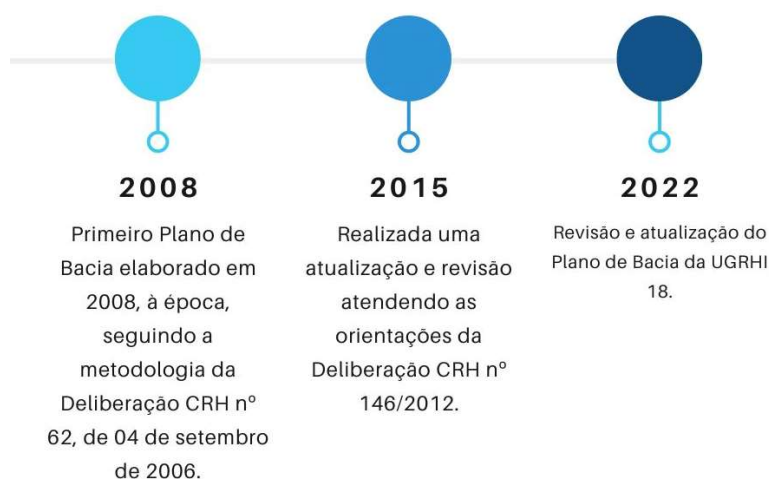 2008
Primeiro Plano de
Bacia elaborado em
2008, à época,
seguindo a
metodologia da
Deliberação CRH nº
62, de 04 de setembro
de 2006.
2015
Realizada uma
atualização e revisão
atendendo as
orientações da
Deliberação CRH nº
146/2012.
2022
Revisão e atualização do
Plano de Bacia da UGRHI
18.